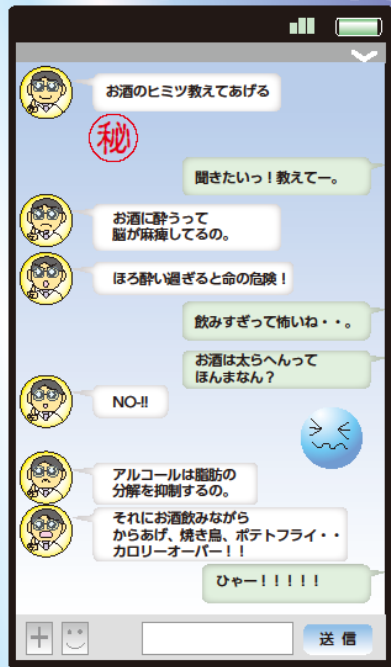 お酒のヒミツ教えてあげる
秘
聞きたいっ！教えてー。
お酒に酔うって
脳が麻痺してるの。
ほろ酔い過ぎると命の危険！
飲みすぎって怖いね・・。
お酒は太らへんって
ほんまなん？
NO-!!
アルコールは脂肪の
分解を抑制するの。
それにお酒飲みながら
からあげ、焼き鳥、ポテトフライ・・
カロリーオーバー！！
ひゃー！！！！！
送 信